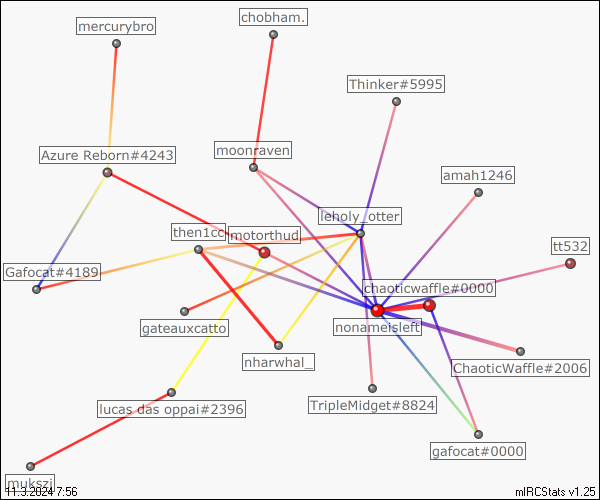 chobham.
mercurybro
Thinker#5995
moonraven
Azure Reborn#4243
amah1246
leholy_otter
then1cc
motorthud
tt532
Gafocat#4189
chaoticwaffle#0000
gateauxcatto
nonameisleft
nharwhal_
ChaoticWaffle#2006
TripleMidget#8824
lucas das oppai#2396
gafocat#0000
mukszi
11.3.2024 7:56
mIRCStats v1.25